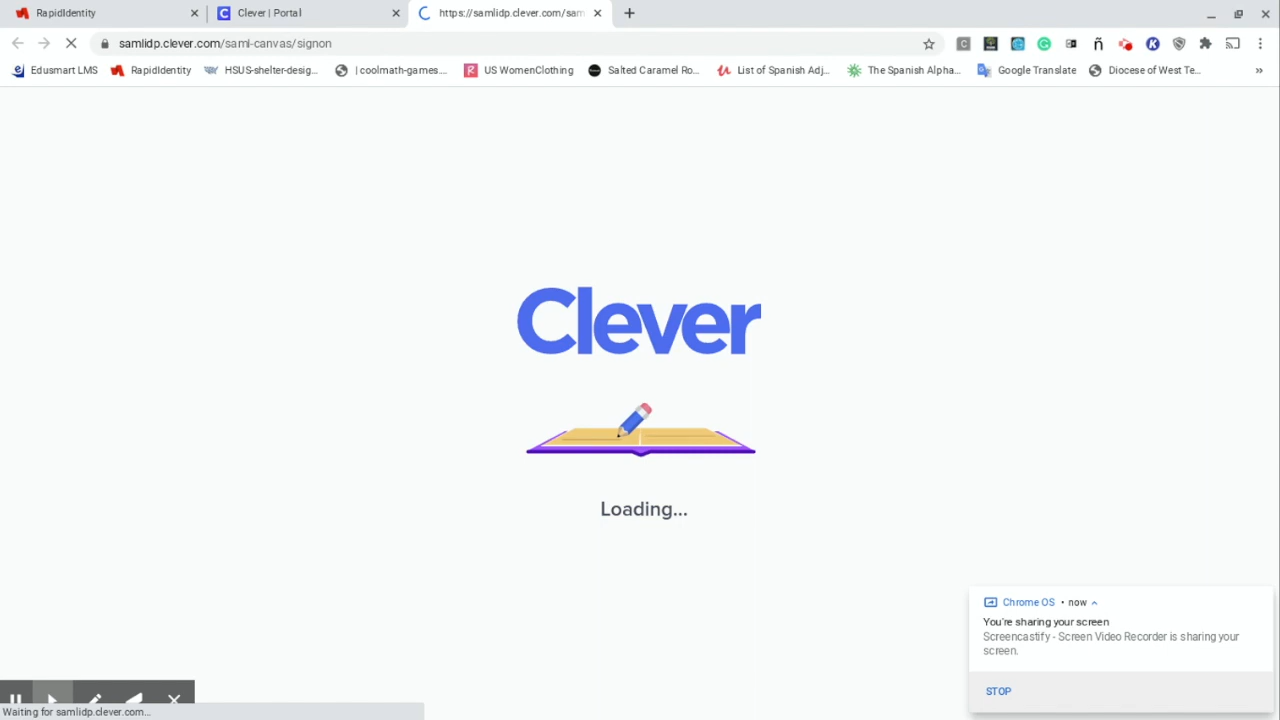 RapidIdentity
Clever | Portal
https://samlidp.clever.com/sam
samlidp.clever.com/saml-canvas/signon
Edusmart LMS
RapidIdentity
HSUS-shelter-desig...
| coolmath-games....
US WomenClothing
Salted Caramel Ro...
List of Spanish Adj...
The Spanish Alpha...
Google Translate
Diocese of West Te...
»
Clever
Loading...
Chrome OS • now
You're sharing your screen
Screencastify - Screen Video Recorder is sharing your
screen.
STOP
Waiting for samlidp.clever.com...